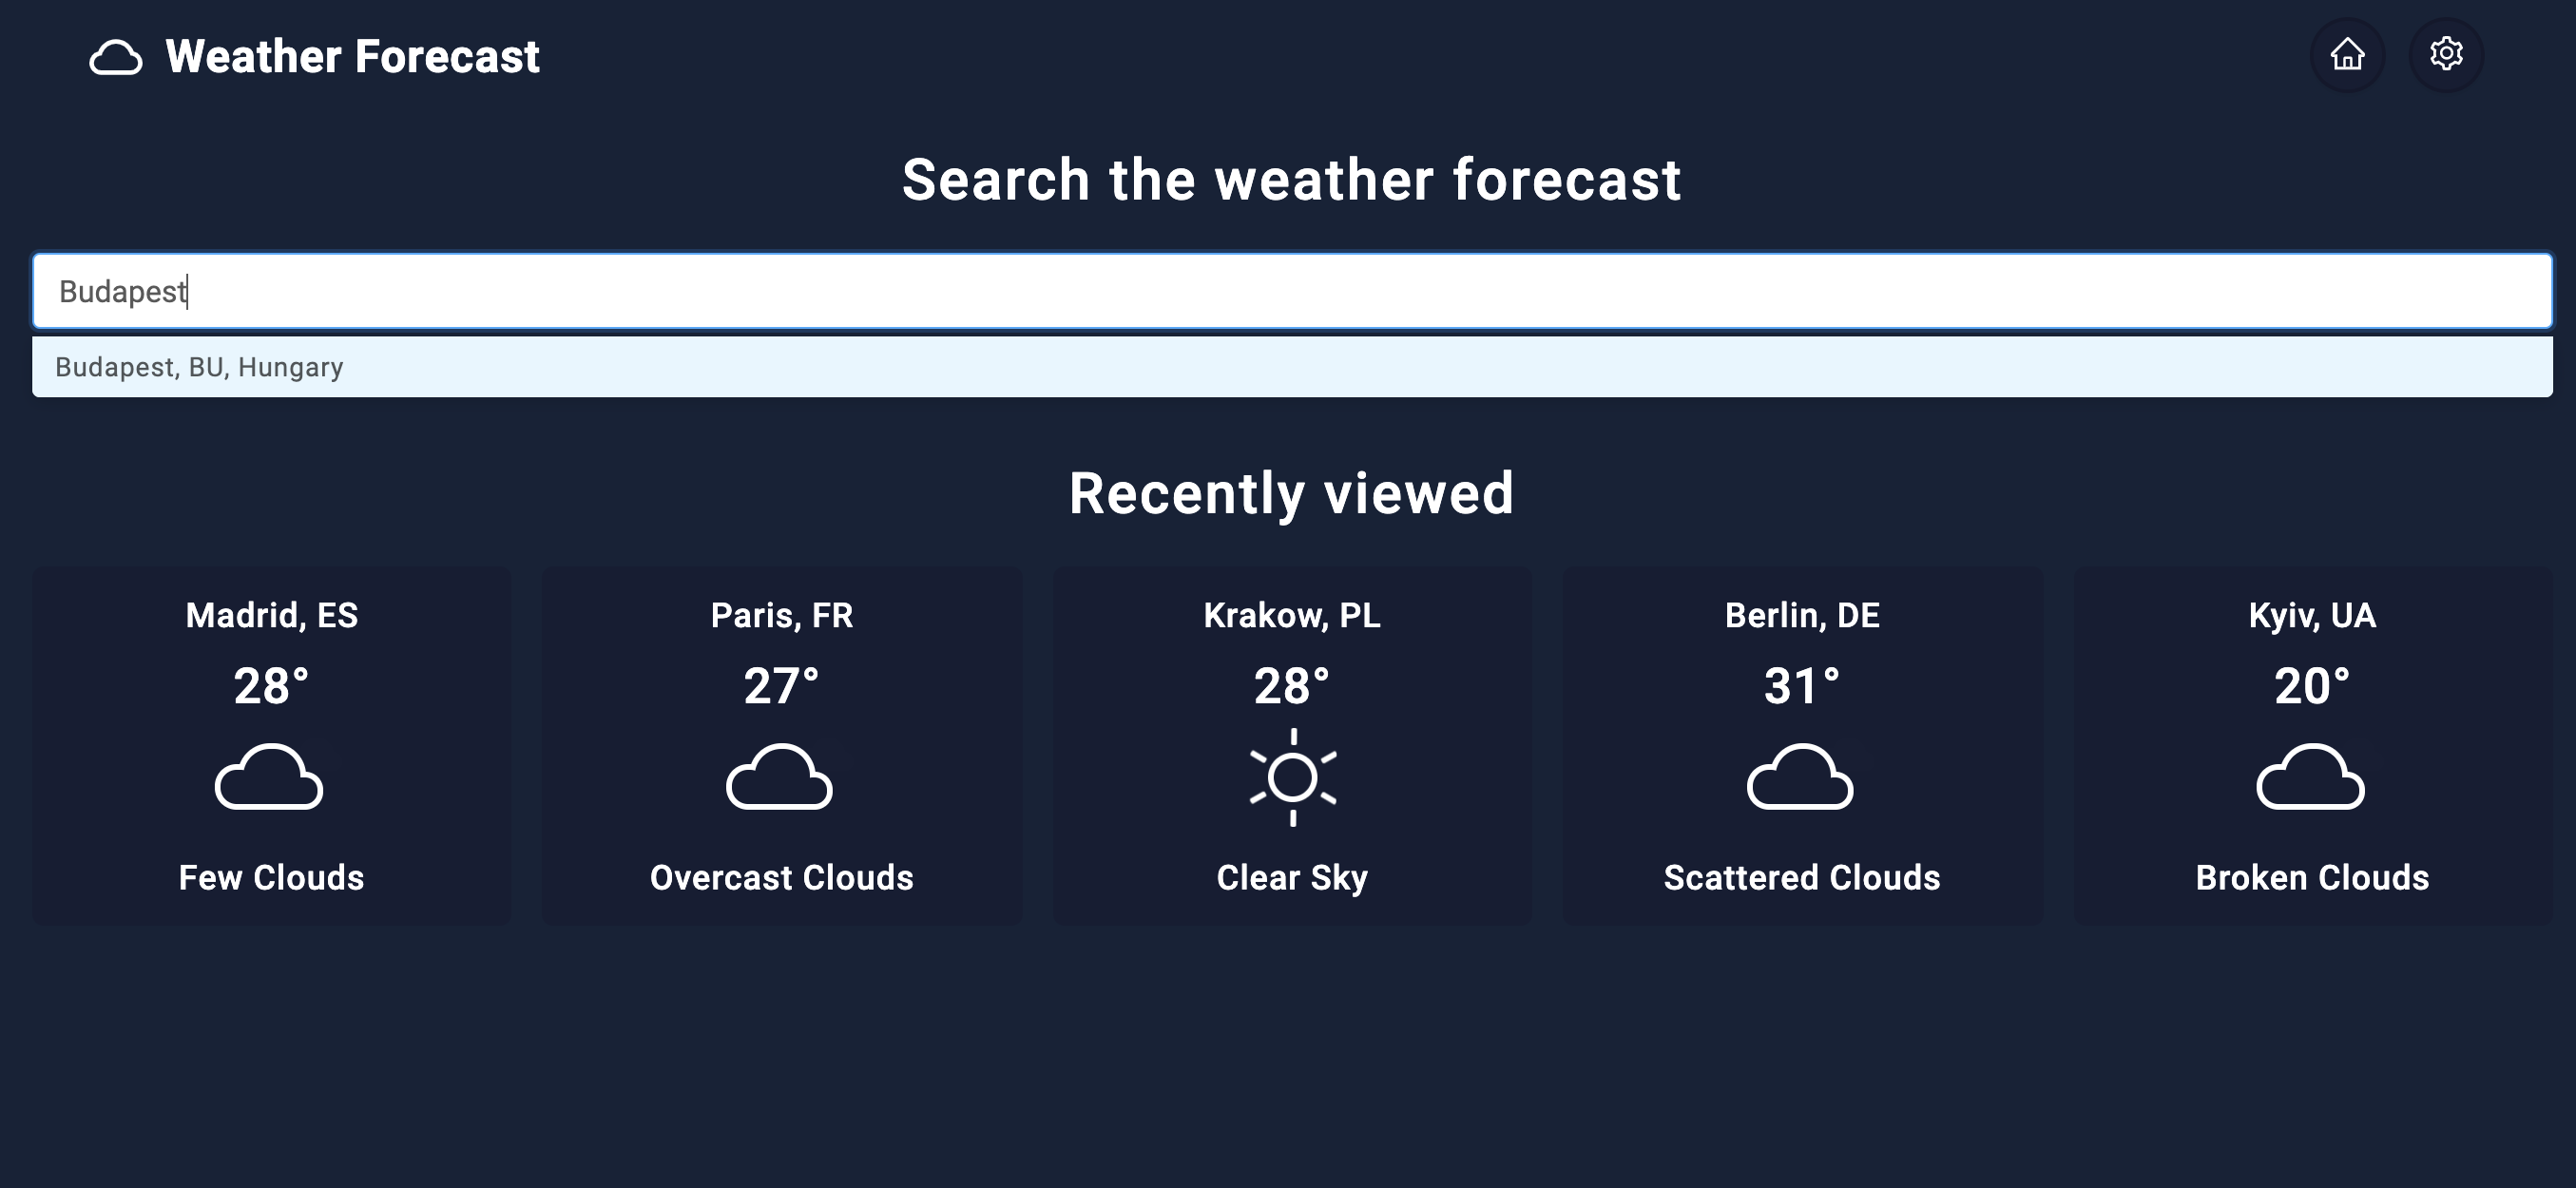 Weather Forecast
Search the weather forecast
Budapest
Budapest, BU, Hungary
Recently viewed
Madrid, ES
28°
Few Clouds
Paris, FR
27°
Overcast Clouds
Krakow, PL
28°
Clear Sky
Berlin, DE
31°
Scattered Clouds
Kyiv, UA
20°
Broken Clouds